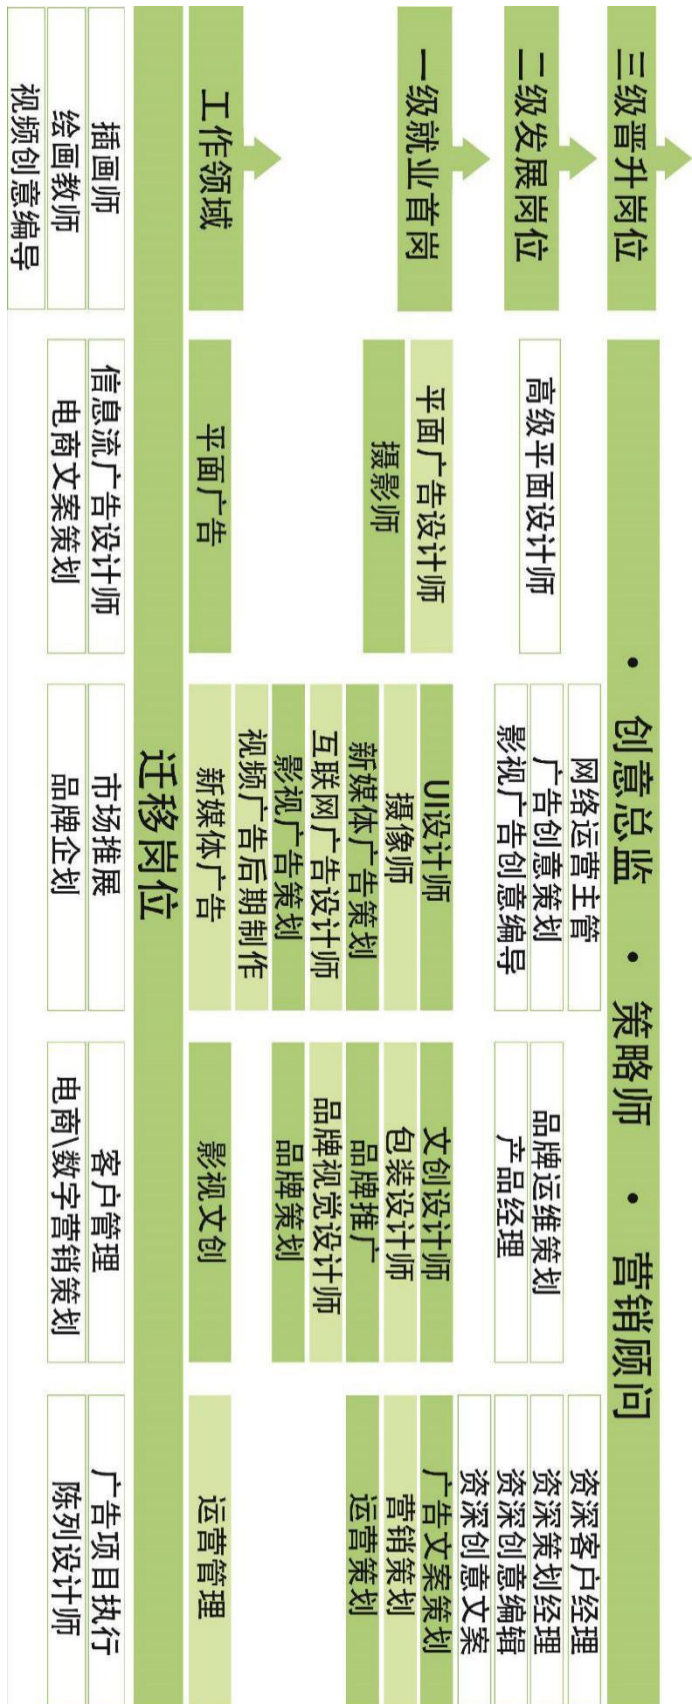 三级晋升岗位
• 创意总监 • 策略师 • 营销顾问
二级发展岗位
高级平面设计师
网络运营主管
广告创意策划
影视广告创意编导
品牌运维策划
产品经理
资深客户经理
资深策划经理
资深创意编辑
资深创意文案
一级就业首岗
平面广告设计师
摄影师
UI设计师
摄像师
新媒体广告策划
互联网广告设计师
影视广告策划
视频广告后期制作
文创设计师
包装设计师
品牌推广
品牌视觉设计师
品牌策划
广告文案策划
营销策划
运营策划
工作领域
平面广告
新媒体广告
影视文创
运营管理
迁移岗位
插画师
绘画教师
视频创意编导
信息流广告设计师
电商文案策划
市场推展
品牌企划
客户管理
电商\数字营销策划
广告项目执行
陈列设计师